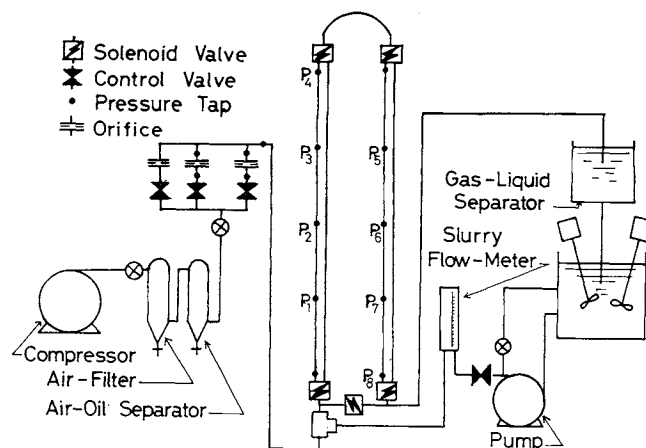 Solenoid Valve
Control Valve
Pressure Tap
Orifice
P4
P3
P5
P2
P6
P1
P7
P8
Gas-Liquid
Separator
Slurry
Flow-Meter
Compressor
Air-Filter
Air-Oil Separator
Pump